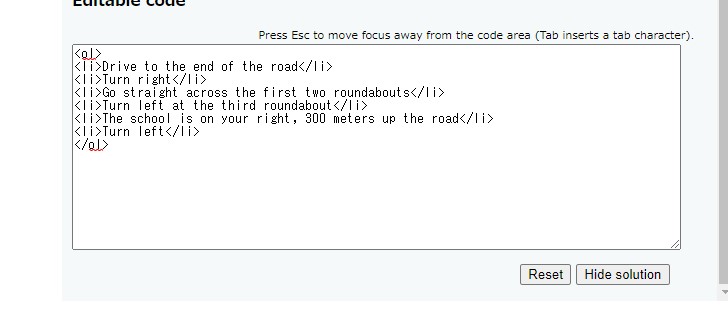 Editable code
Press Esc to move focus away from the code area (Tab inserts a tab character).
<ol>
<li>Drive to the end of the road</li>
<li>Turn right</li>
<li>Go straight across the first two roundabouts</li>
<li>Turn left at the third roundabout</li>
<li>The school is on your right, 300 meters up the road</li>
<li>Turn left</li>
</ol>
Reset Hide solution